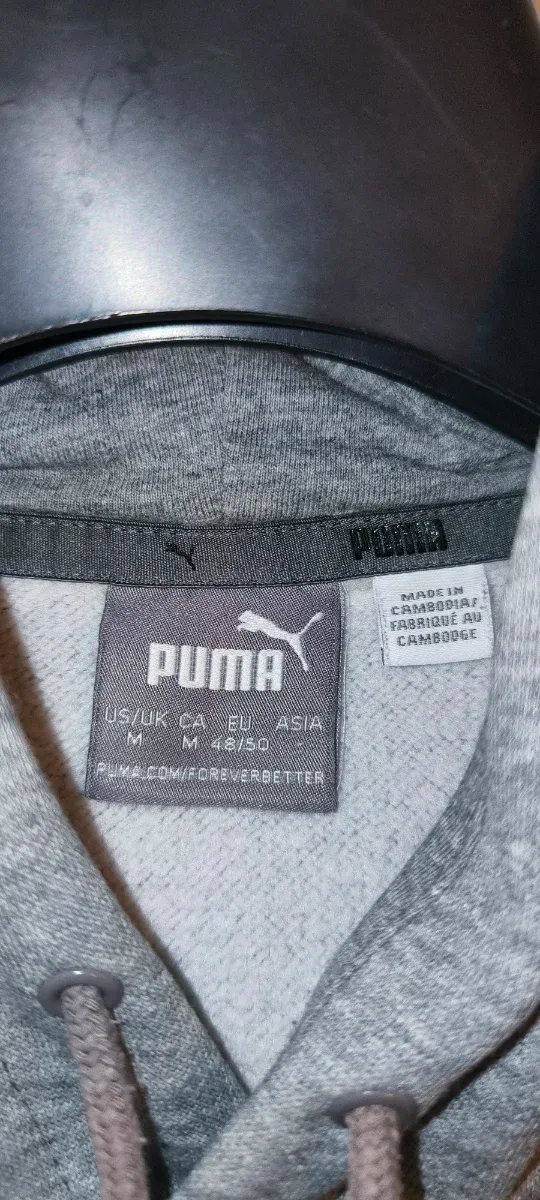 PUMA
MADE IN
CAMBODIA/
FABRIQUÉ AU
CAMBODGE
PUMA
US/UK CA EU ASIA
M M 48/50 -
PUMA.COM/FOREVERBETTER